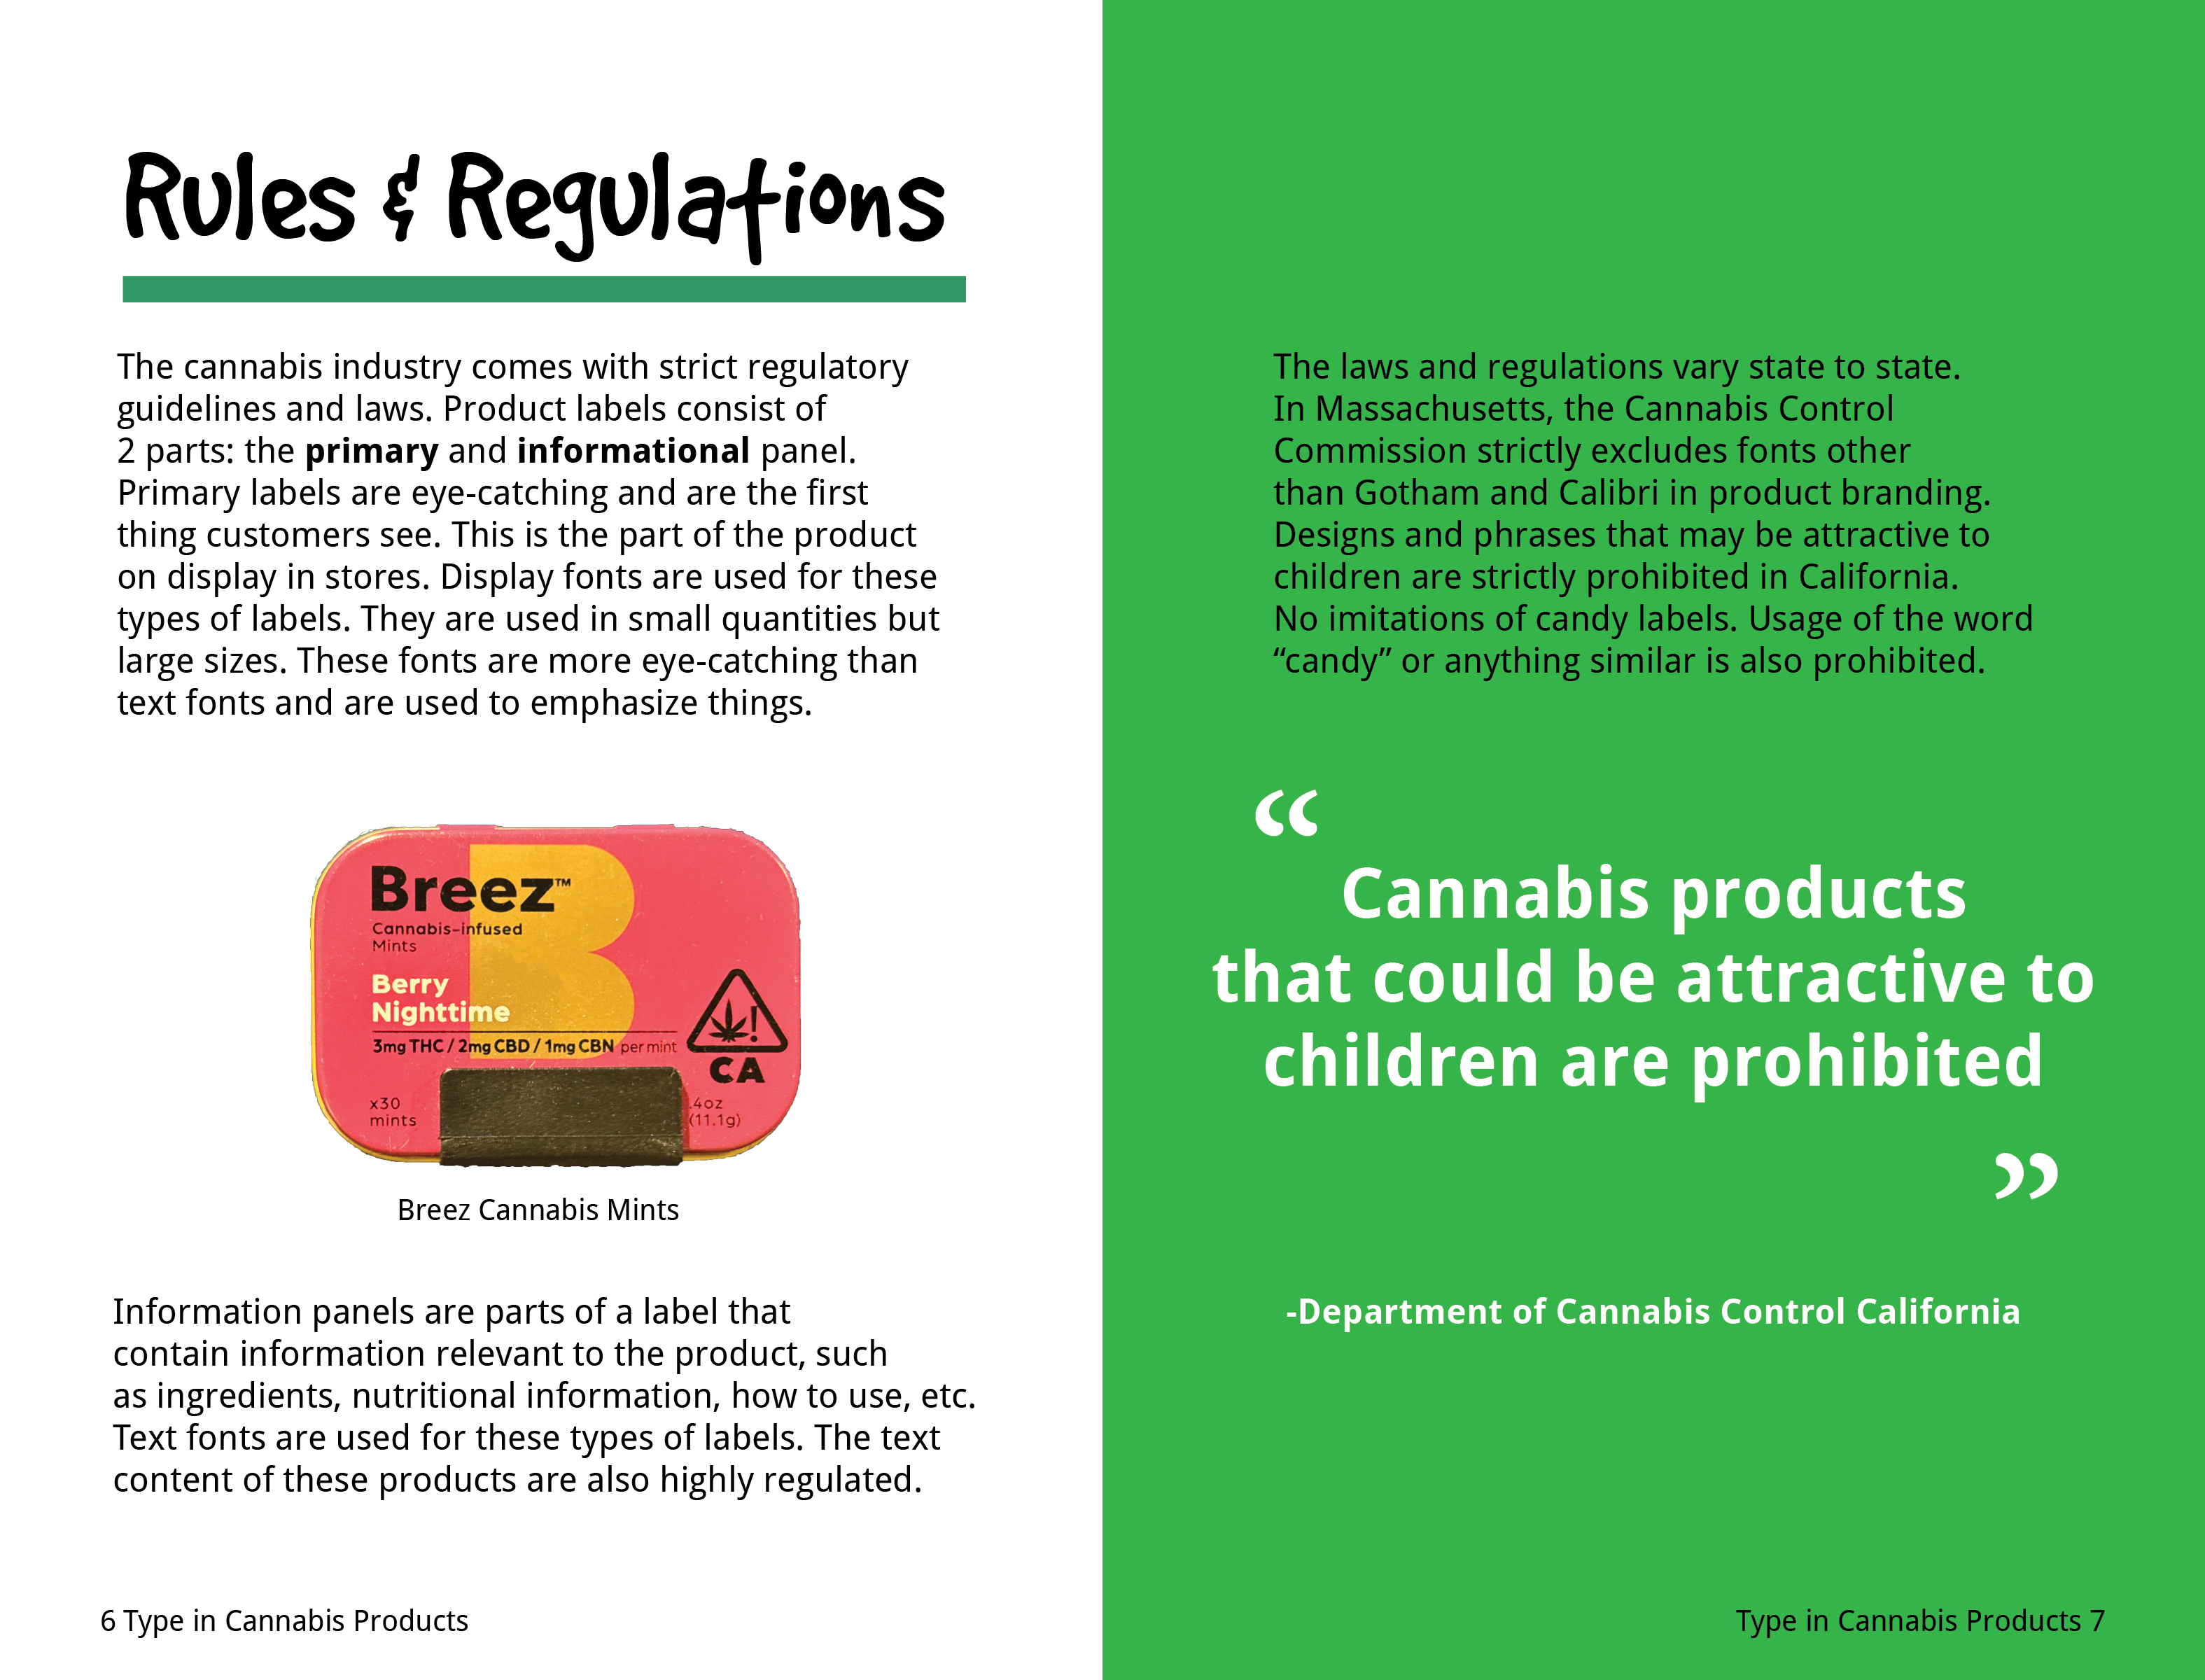 Rules & Regulations
The cannabis industry comes with strict regulatory
guidelines and laws. Product labels consist of
2 parts: the primary and informational panel.
Primary labels are eye-catching and are the first
thing customers see. This is the part of the product
on display in stores. Display fonts are used for these
types of labels. They are used in small quantities but
large sizes. These fonts are more eye-catching than
text fonts and are used to emphasize things.
Breez™
Cannabis-infused
Mints
Berry
Nighttime
3mg THC / 2mg CBD / 1mg CBN per mint
!
CA
x30
mints
.4oz
(11.1g)
Breez Cannabis Mints
Information panels are parts of a label that
contain information relevant to the product, such
as ingredients, nutritional information, how to use, etc.
Text fonts are used for these types of labels. The text
content of these products are also highly regulated.
6 Type in Cannabis Products
The laws and regulations vary state to state.
In Massachusetts, the Cannabis Control
Commission strictly excludes fonts other
than Gotham and Calibri in product branding.
Designs and phrases that may be attractive to
children are strictly prohibited in California.
No imitations of candy labels. Usage of the word
“candy” or anything similar is also prohibited.
“
Cannabis products
that could be attractive to
children are prohibited
”
-Department of Cannabis Control California
Type in Cannabis Products 7